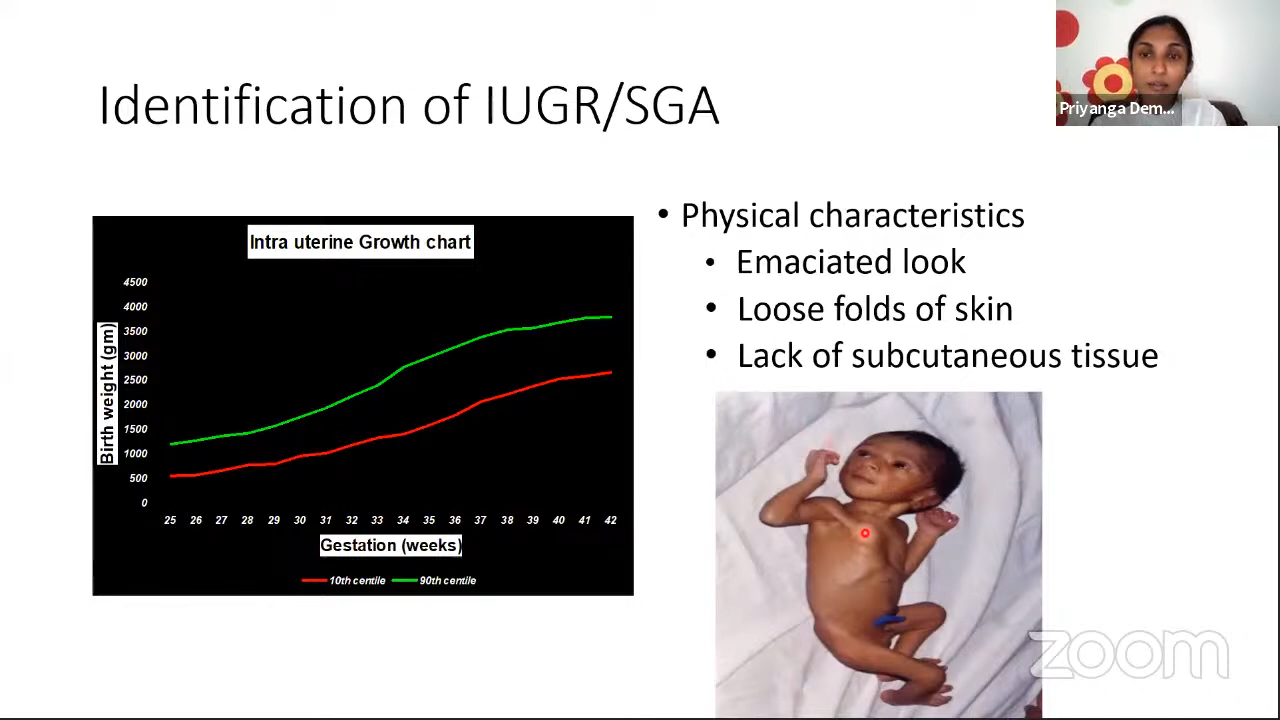 Identification of IUGR/SGA
Priyanga Dem...
Intra uterine Growth chart
Birth weight (gm)
4500
4000
3500
3000
2500
2000
1500
1000
500
0
25 26 27 28 29 30 31 32 33 34 35 36 37 38 39 40 41 42
Gestation (weeks)
10th centile 90th centile
• Physical characteristics
• Emaciated look
• Loose folds of skin
• Lack of subcutaneous tissue
zoom